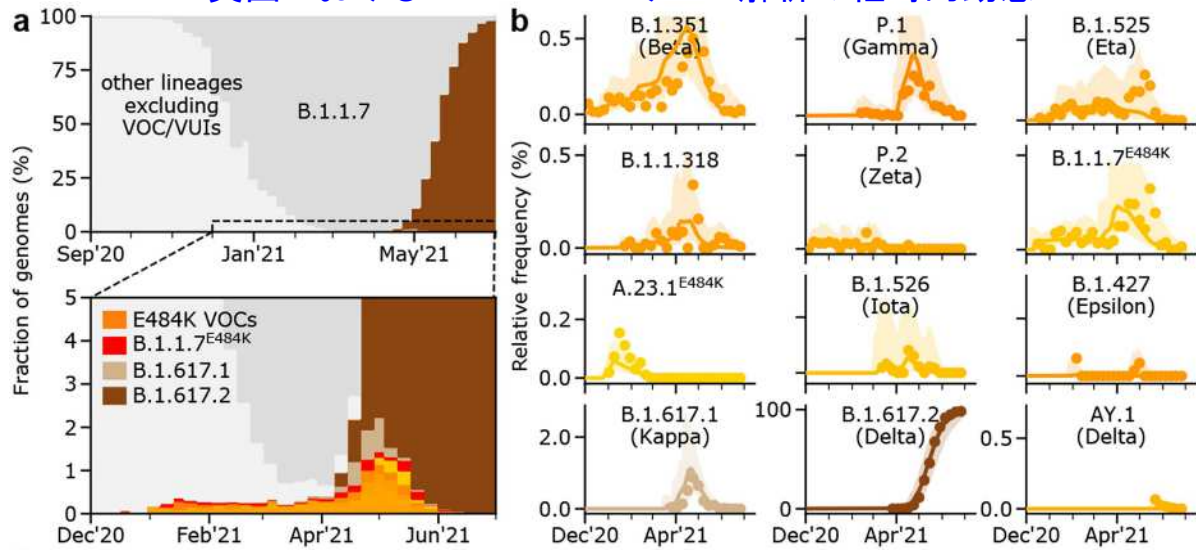 a
100
75
50
25
0
Fraction of genomes (%)
other lineages
excluding
VOC/VUIs
B.1.1.7
Sep'20
Jan'21
May'21
5
4
3
2
1
0
E484K VOCs
B.1.1.7E484K
B.1.617.1
B.1.617.2
Dec'20
Feb'21
Apr'21
Jun'21
b
Relative frequency (%)
B.1.351
(Beta)
0.5
0.0
P.1
(Gamma)
B.1.525
(Eta)
B.1.1.318
0.5
0.0
P.2
(Zeta)
B.1.1.7E484K
A.23.1E484K
0.2
0.0
B.1.526
(Iota)
B.1.427
(Epsilon)
B.1.617.1
(Kappa)
2.0
0.0
B.1.617.2
(Delta)
100
0
AY.1
(Delta)
0.5
0.0
Dec'20
Apr'21
Dec'20
Apr'21
Dec'20
Apr'21